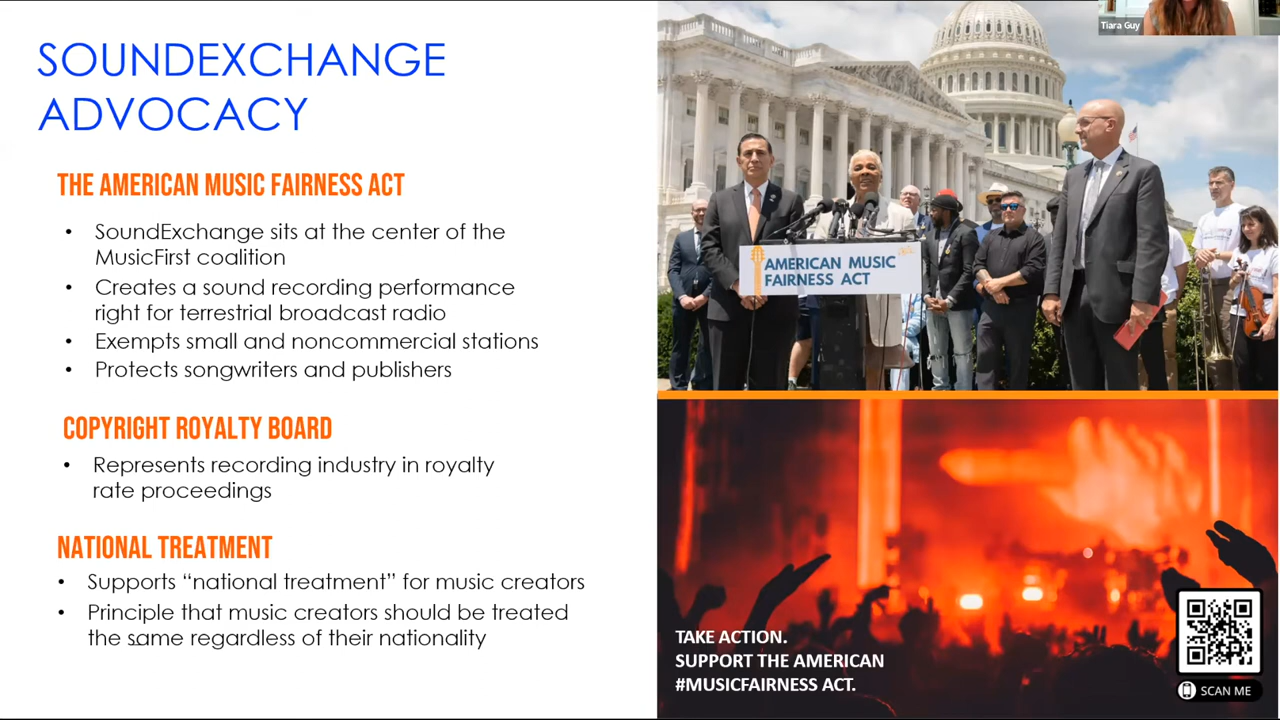 SOUNDEXCHANGE
ADVOCACY
THE AMERICAN MUSIC FAIRNESS ACT
• SoundExchange sits at the center of the
MusicFirst coalition
• Creates a sound recording performance
right for terrestrial broadcast radio
• Exempts small and noncommercial stations
• Protects songwriters and publishers
COPYRIGHT ROYALTY BOARD
• Represents recording industry in royalty
rate proceedings
NATIONAL TREATMENT
• Supports “national treatment” for music creators
• Principle that music creators should be treated
the same regardless of their nationality
Tiara Guy
AMERICAN MUSIC
FAIRNESS ACT
TAKE ACTION.
SUPPORT THE AMERICAN
#MUSICFAIRNESS ACT.
SCAN ME